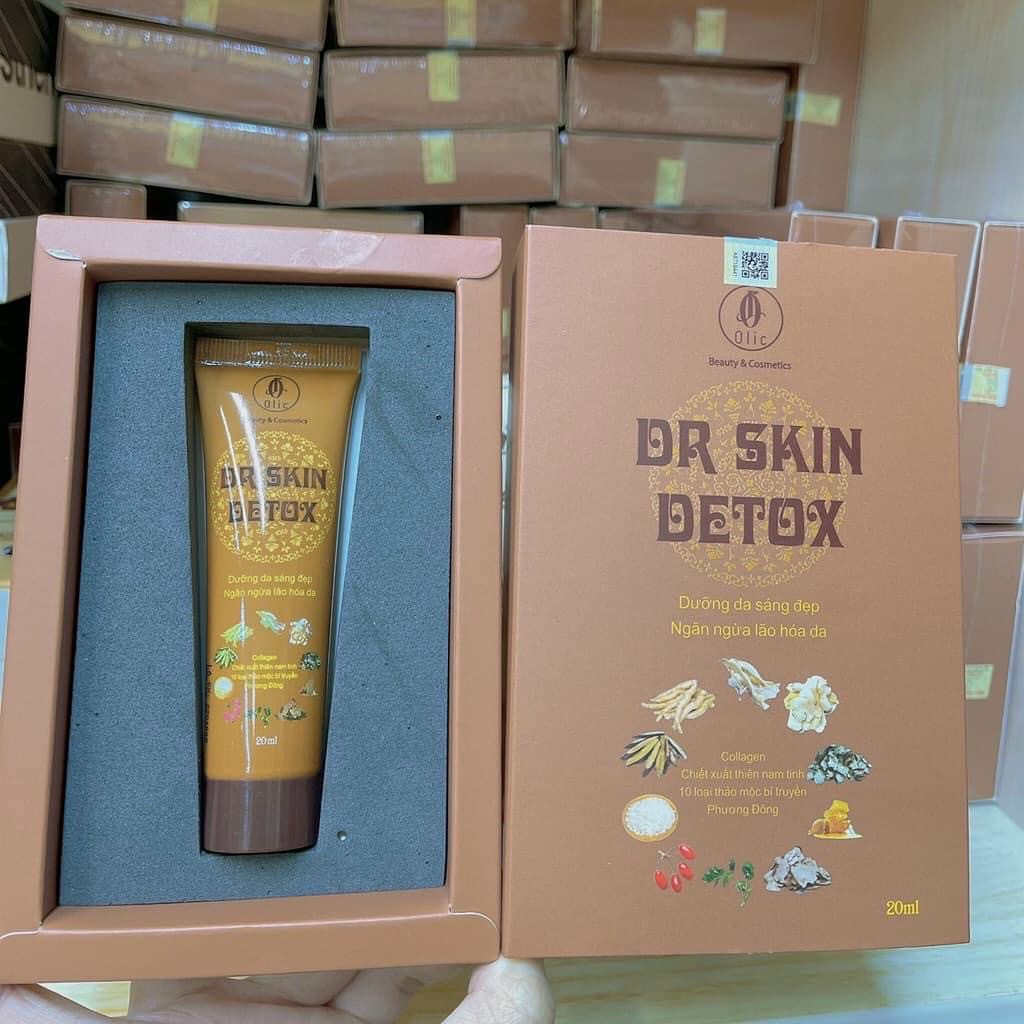 Olic
Beauty & Cosmetics
DR SKIN
DETOX
Dưỡng da sáng đẹp
Ngăn ngừa lão hóa da
Collagen
Chiết xuất thiên nam tinh
10 loại thảo mộc bí truyền
Phương Đông
20ml
Olic
Beauty & Cosmetics
DR SKIN
DETOX
Dưỡng da sáng đẹp
Ngăn ngừa lão hóa da
Collagen
Chiết xuất thiên nam tinh
10 loại thảo mộc bí truyền
Phương Đông
20ml